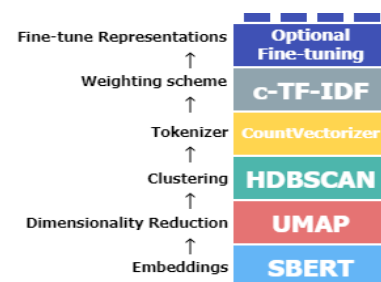 Fine-tune Representations
Optional
Fine-tuning
↑
Weighting scheme
c-TF-IDF
↑
Tokenizer
CountVectorizer
↑
Clustering
HDBSCAN
↑
Dimensionality Reduction
UMAP
↑
Embeddings
SBERT